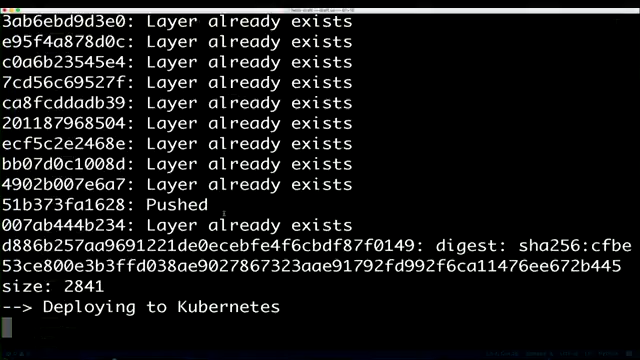 3ab6ebd9d3e0: Layer already exists
e95f4a878d0c: Layer already exists
c0a6b23545e4: Layer already exists
7cd56c69527f: Layer already exists
ca8fcddadb39: Layer already exists
201187968504: Layer already exists
ecf5c2e2468e: Layer already exists
bb07d0c1008d: Layer already exists
4902b007e6a7: Layer already exists
51b373fa1628: Pushed
007ab444b234: Layer already exists
d886b257aa9691221de0ecebfe4f6cbdf87f0149: digest: sha256:cfbe
53ce800e3b3ffd038ae9027867323aae91792fd992f6ca11476ee672b445
size: 2841
--> Deploying to Kubernetes